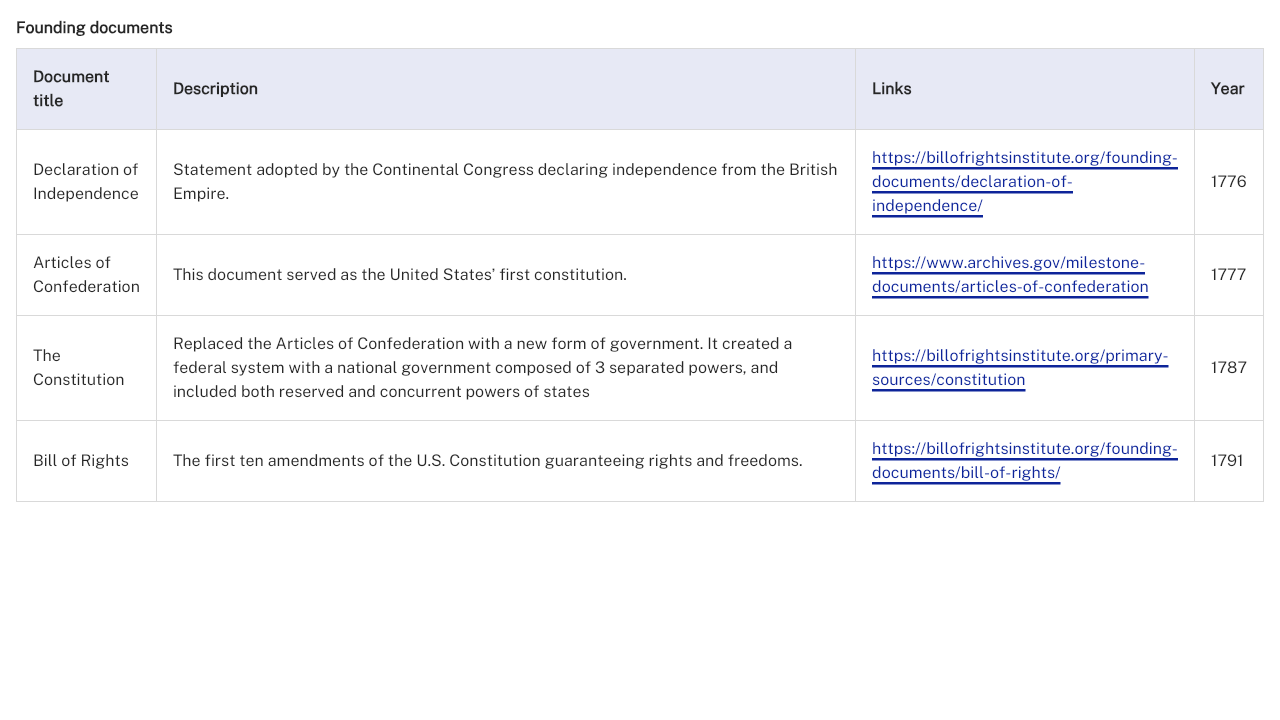 Founding documents
Document
title
Description
Links
Year
Declaration of
Independence
Statement adopted by the Continental Congress declaring independence from the British
Empire.
https://billofrightsinstitute.org/founding-
documents/declaration-of-
independence/
1776
Articles of
Confederation
This document served as the United States’ first constitution.
https://www.archives.gov/milestone-
documents/articles-of-confederation
1777
The
Constitution
Replaced the Articles of Confederation with a new form of government. It created a
federal system with a national government composed of 3 separated powers, and
included both reserved and concurrent powers of states
https://billofrightsinstitute.org/primary-
sources/constitution
1787
Bill of Rights
The first ten amendments of the U.S. Constitution guaranteeing rights and freedoms.
https://billofrightsinstitute.org/founding-
documents/bill-of-rights/
1791